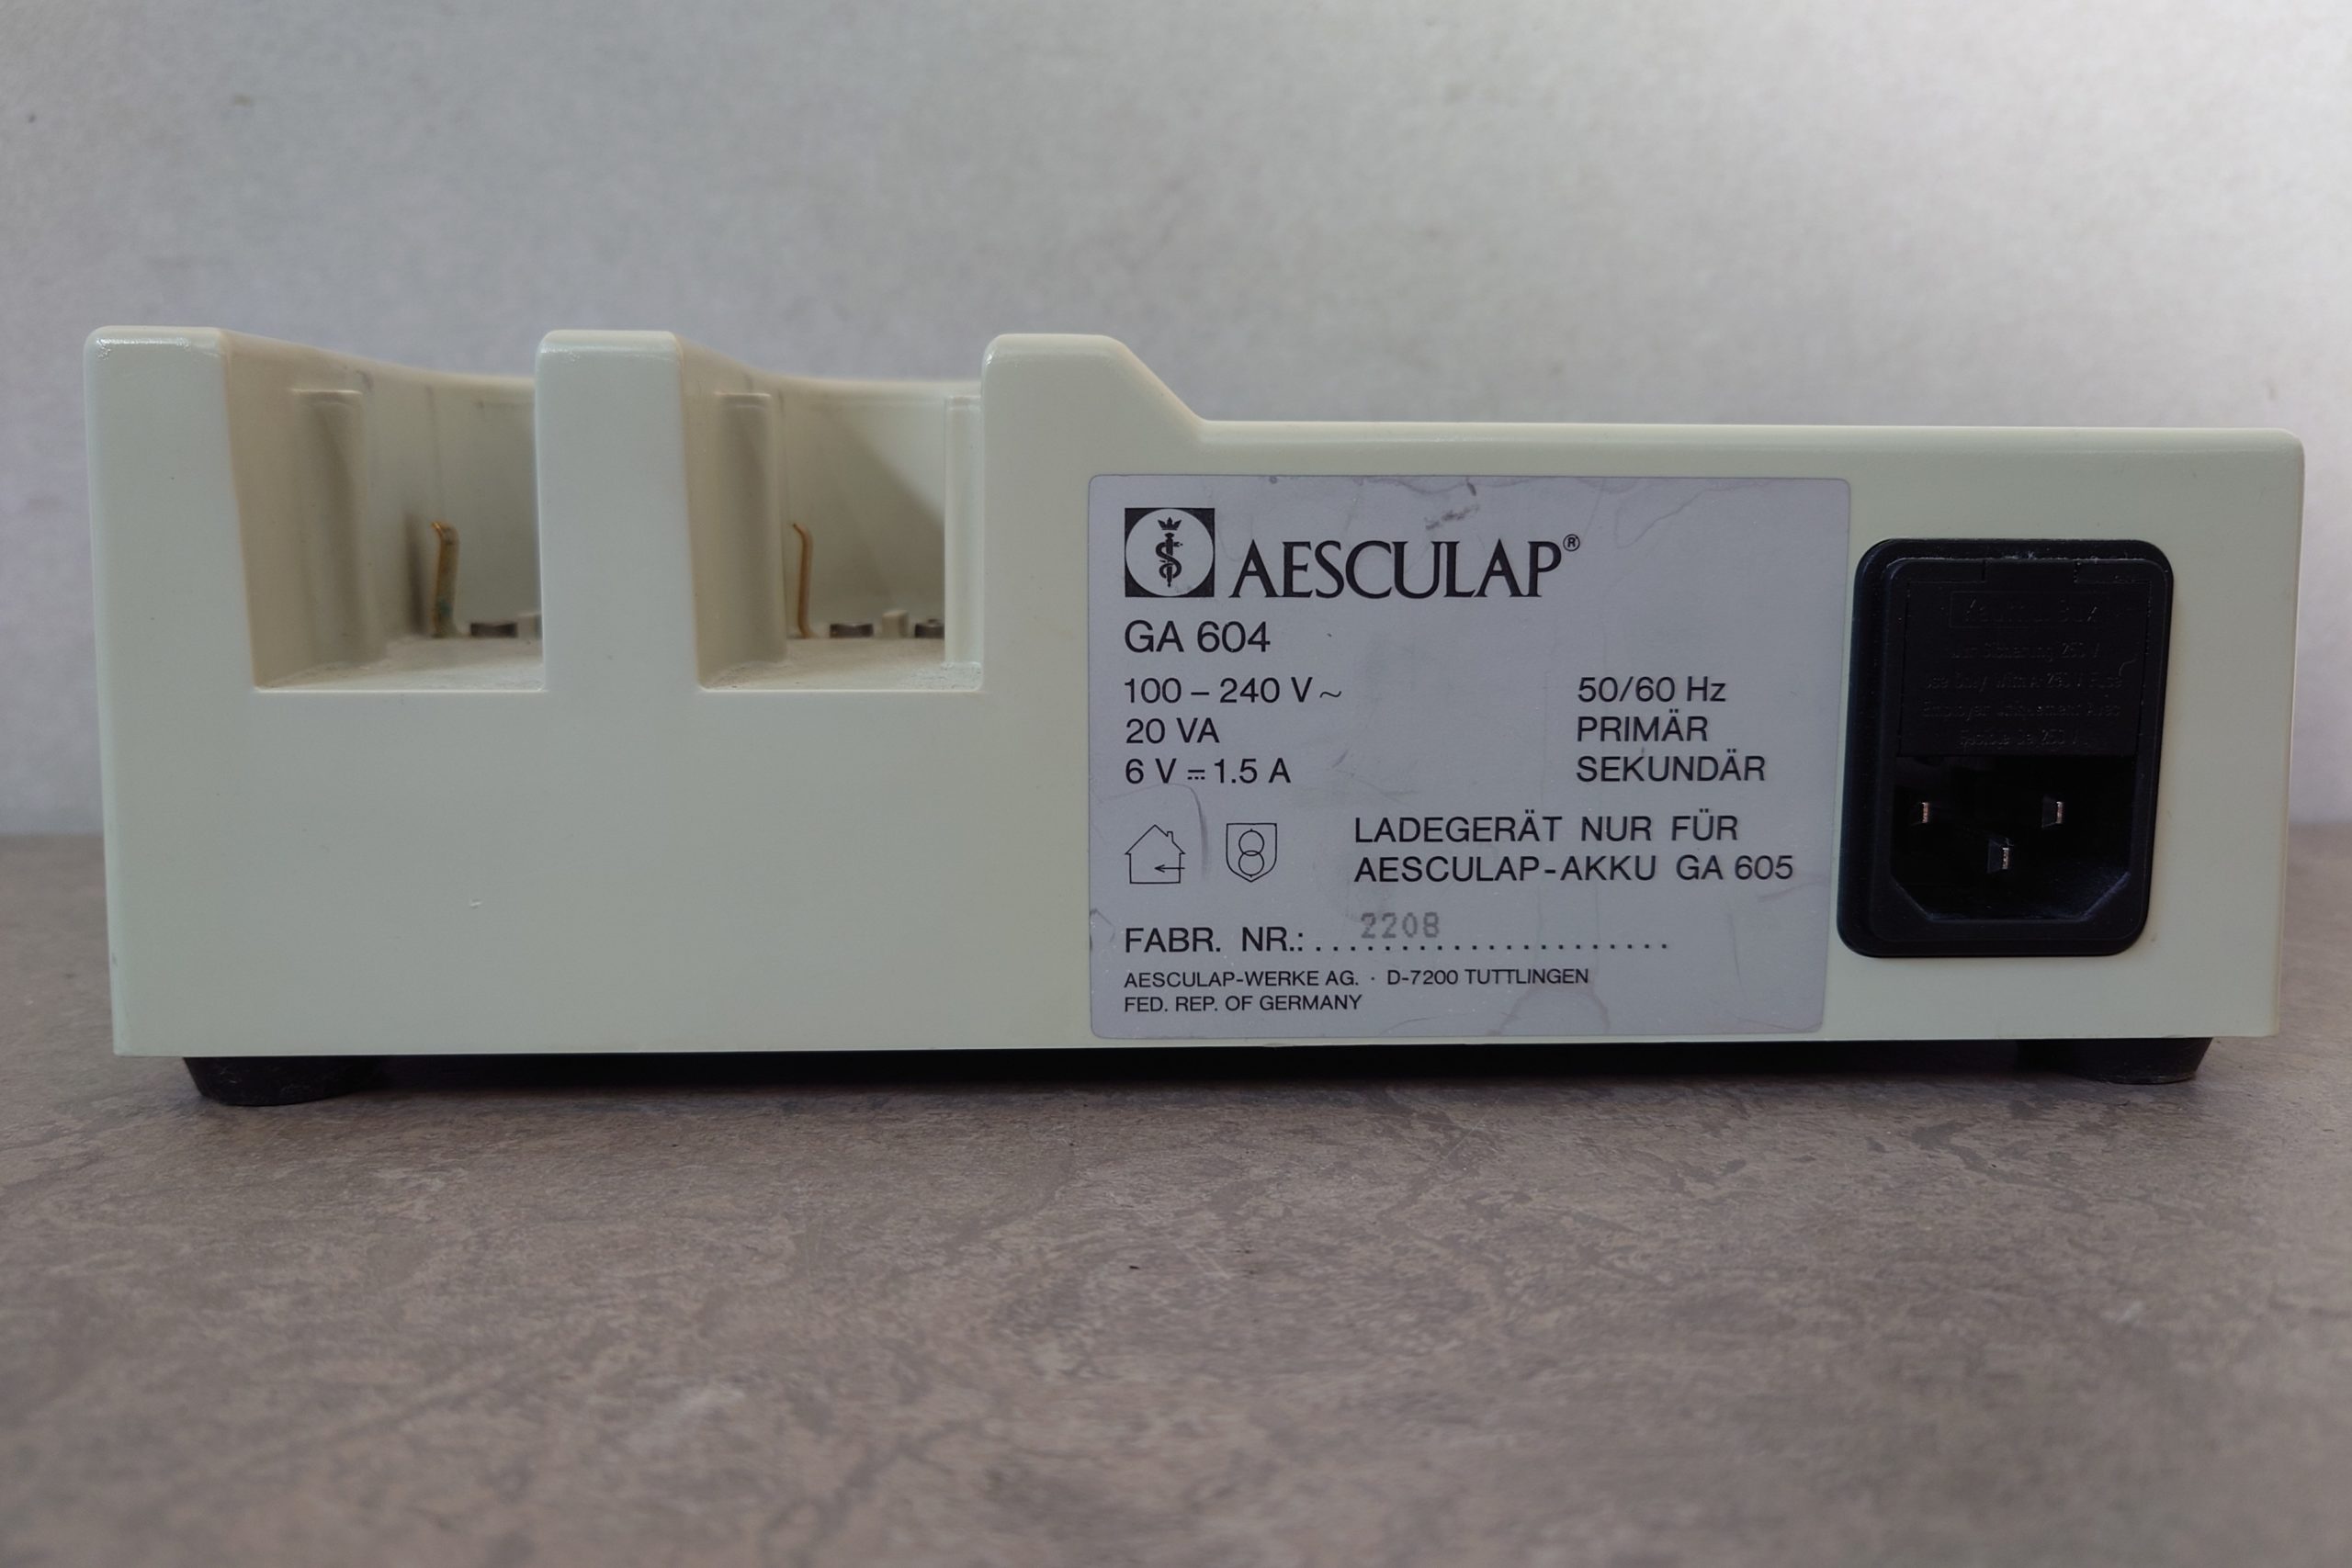 AESCULAP®
GA 604
100 – 240 V ~ 50/60 Hz
20 VA PRIMÄR
6 V ⎓ 1.5 A SEKUNDÄR
LADEGERÄT NUR FÜR
AESCULAP-AKKU GA 605
FABR. NR.: 2208
AESCULAP-WERKE AG. · D-7200 TUTTLINGEN
FED. REP. OF GERMANY
250 V